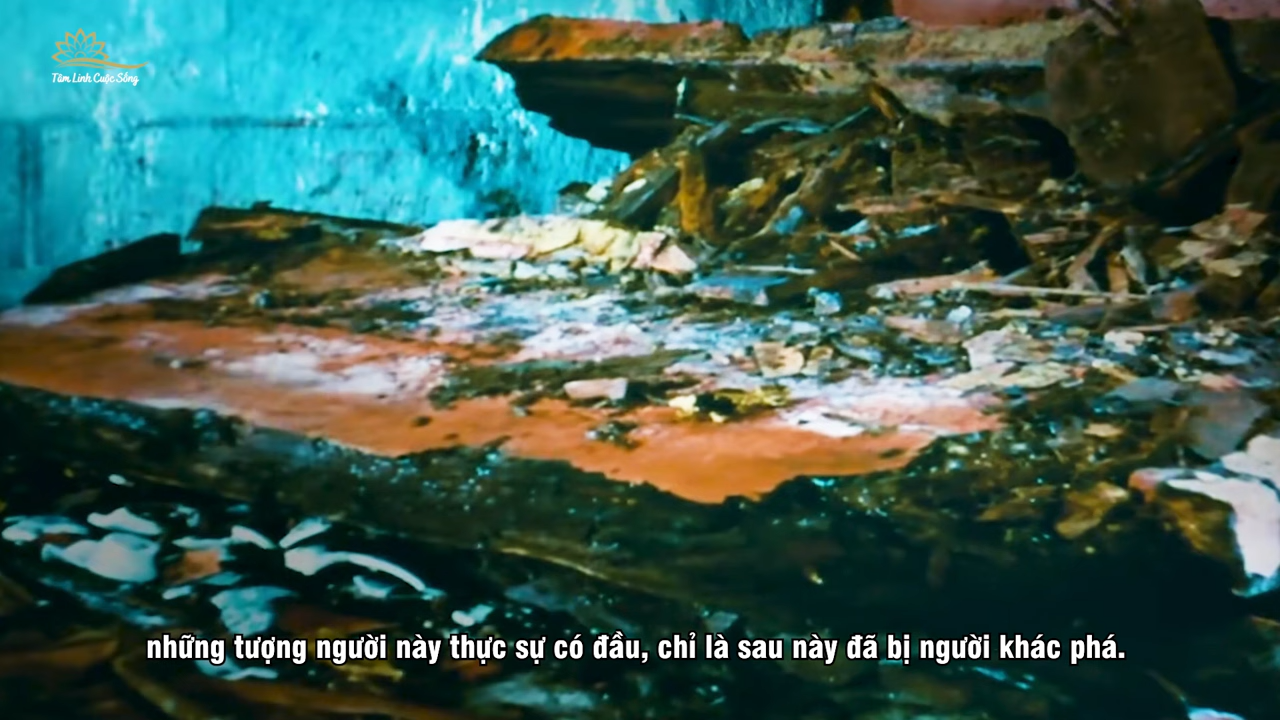 Tâm Linh Cuộc Sống
những tượng người này thực sự có đầu, chỉ là sau này đã bị người khác phá.